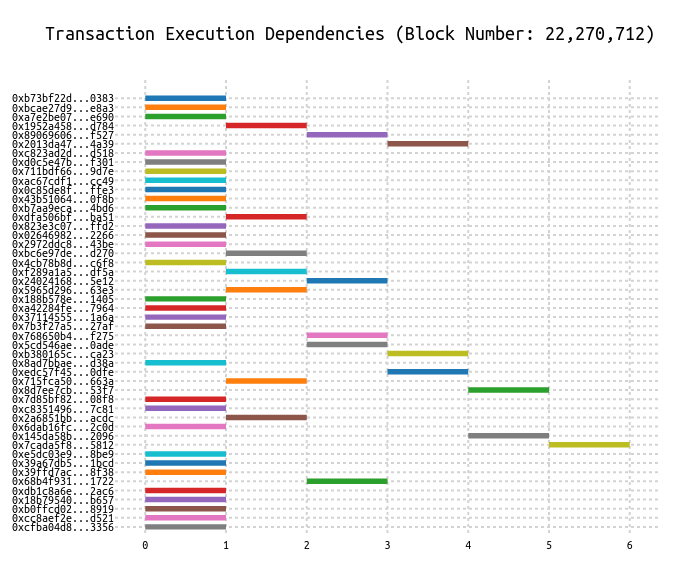 Transaction Execution Dependencies (Block Number: 22,270,712)
0xb73bf22d...0383
0xbcae27d9...e8a3
0xa7e2be07...e690
0x1952a458...d784
0x89069606...f527
0x2013da47...4a39
0xc823ad2d...d518
0xd0c5e47b...f301
0x711bdf66...9d7e
0xac67cdf1...cc49
0x0c85de8f...ffe3
0x43b51064...0f8b
0xb7aa9eca...4bd6
0xdfa506bf...ba51
0x823e3c07...ffd2
0x02646982...2266
0x2972ddc8...43be
0xbc6e97de...d270
0x4cb78b8d...c6f8
0xf289a1a5...df5a
0x24024168...5e12
0x5965d296...63e3
0x188b578e...1405
0xa42284fe...7964
0x37114555...1a6a
0x7b3f27a5...27af
0x768650b4...f275
0x5cd546ae...0ade
0xb380165c...ca23
0x8ad7bbae...d38a
0xedc57f45...0dfe
0x715fca50...663a
0x8d7ee7cb...53f7
0x7d85bf82...08f8
0xc8351496...7c81
0x2a6851bb...acdc
0x6dab16fc...2c0d
0x145da58b...2096
0x7cada5f8...5812
0xe5dc03e9...8be9
0x39a67db5...1bcd
0x39ffd7ac...8f38
0x68b4f931...1722
0xdb1c8a6e...2ac6
0x18b79540...b657
0xb0ffcd02...8919
0xcc8aef2e...d521
0xcfba04d8...3356
0 1 2 3 4 5 6